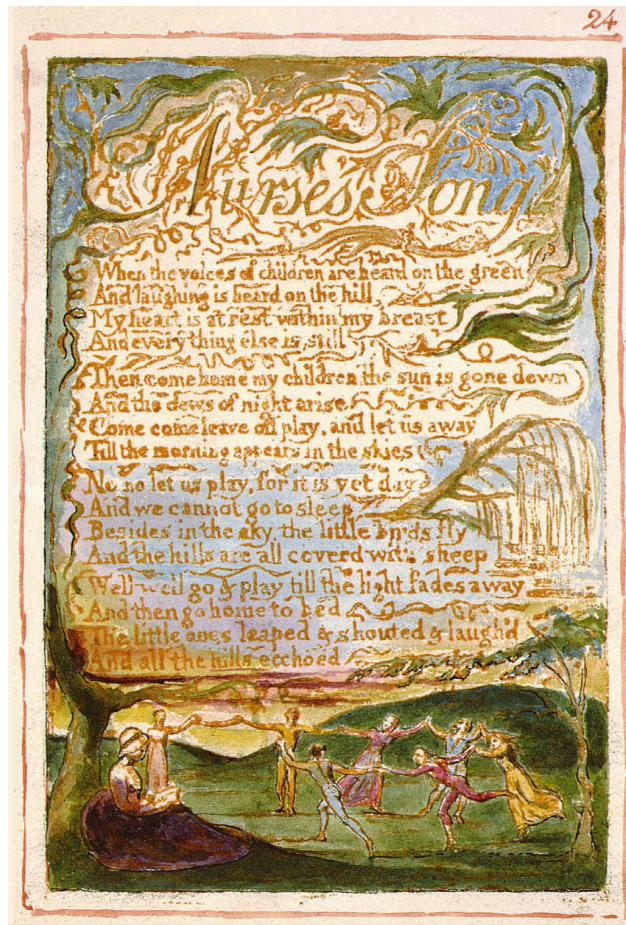 24
Nurses Song
When the voices of children are heard on the green
And laughing is heard on the hill,
My heart is at rest within my breast
And every thing else is still
Then come home my children, the sun is gone down
And the dews of night arise
Come come leave off play, and let us away
Till the morning appears in the skies
No no let us play, for it is yet day
And we cannot go to sleep
Besides in the sky, the little birds fly
And the hills are all coverd with sheep
Well well go & play till the light fades away
And then go home to bed
The little ones leaped & shouted & laugh'd
And all the hills ecchoed